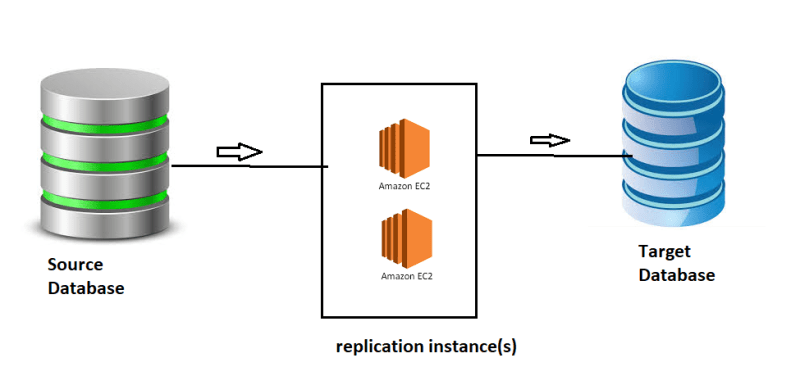 Amazon EC2
Amazon EC2
Source
Database
Target
Database
replication instance(s)